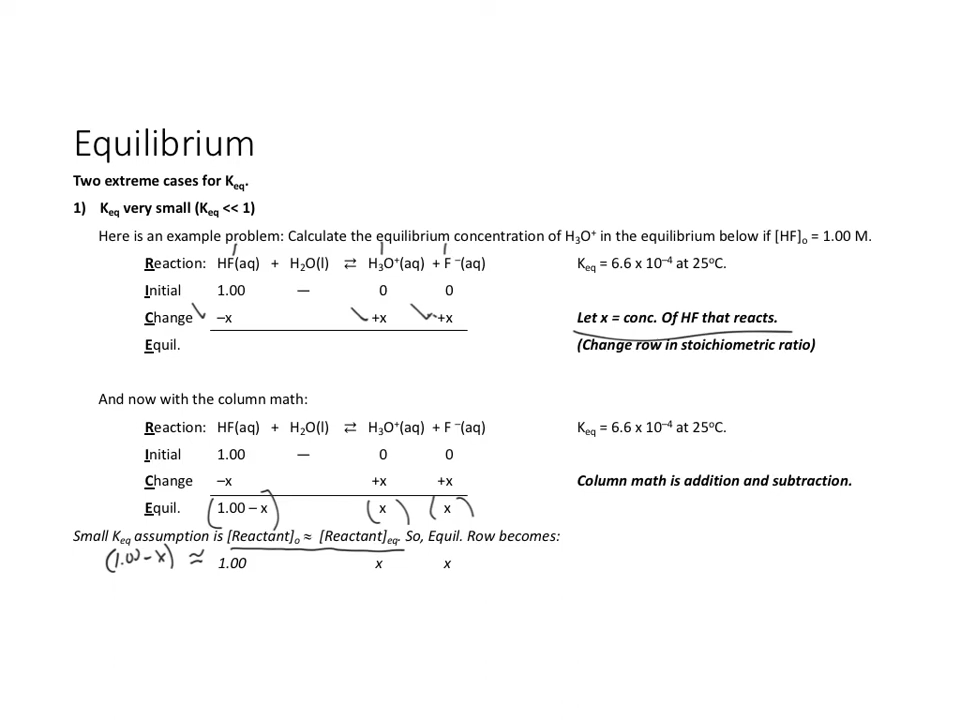 Equilibrium
Two extreme cases for Keq.
1) Keq very small (Keq << 1)
Here is an example problem: Calculate the equilibrium concentration of H₃O⁺ in the equilibrium below if [HF]ₒ = 1.00 M.
Reaction: HF(aq) + H₂O(l) ⇄ H₃O⁺(aq) + F ⁻(aq) Keq = 6.6 x 10⁻⁴ at 25°C.
Initial 1.00 — 0 0
Change –x +x +x Let x = conc. Of HF that reacts.
Equil. (Change row in stoichiometric ratio)
And now with the column math:
Reaction: HF(aq) + H₂O(l) ⇄ H₃O⁺(aq) + F ⁻(aq) Keq = 6.6 x 10⁻⁴ at 25°C.
Initial 1.00 — 0 0
Change –x +x +x Column math is addition and subtraction.
Equil. (1.00 – x) (x) (x)
Small Keq assumption is [Reactant]ₒ ≈ [Reactant]eq. So, Equil. Row becomes:
(1.00 - x) ≈ 1.00 x x